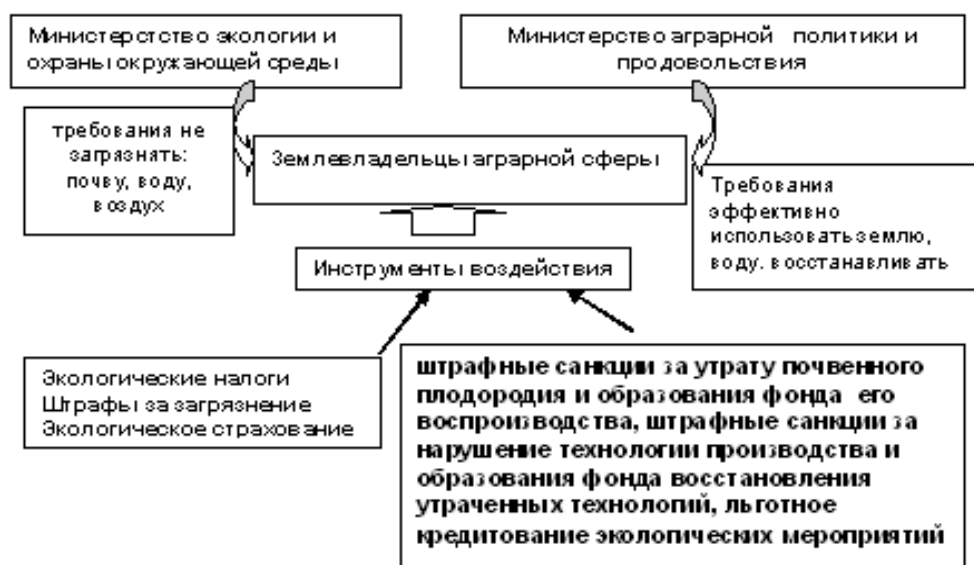 Министерстство экологии и
охраны окружающей среды
Министерство аграрной политики и
продовольствия
требования не
загрязнять:
почву, воду,
воздух
Землевладельцы аграрной сферы
Требования
эффективно
использовать землю,
воду. восстанавливать
Инструменты воздействия
Экологические налоги
Штрафы за загрязнение
Экологическое страхование
штрафные санкции за утрату почвенного
плодородия и образования фонда его
воспроизводства, штрафные санкции за
нарушение технологии производства и
образования фонда восстановления
утраченных технологий, льготное
кредитование экологических мероприятий